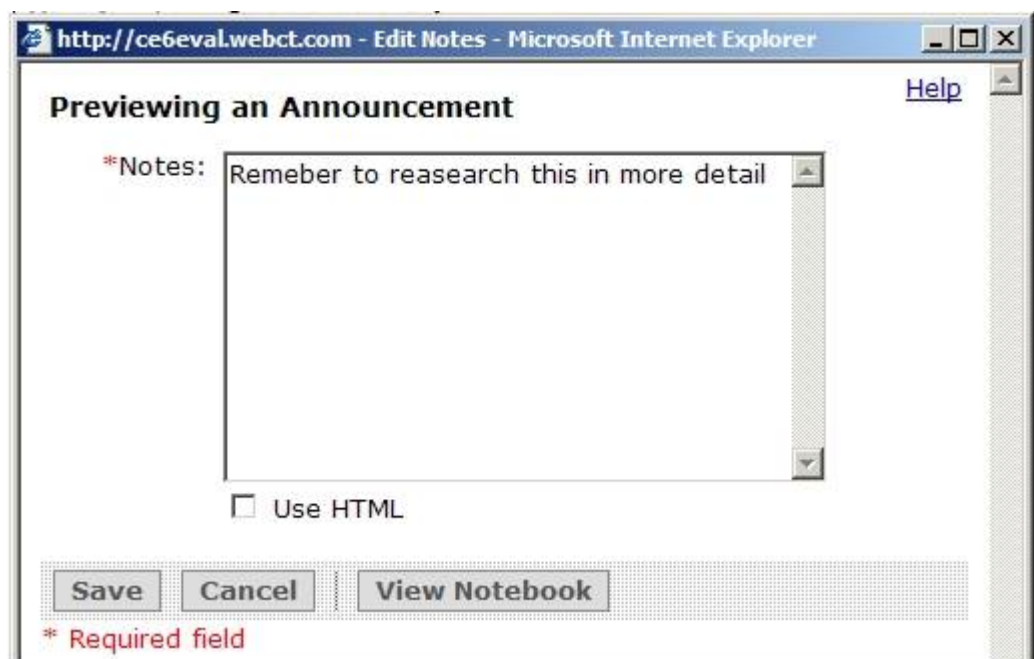 http://ce6eval.webct.com - Edit Notes - Microsoft Internet Explorer
Help
Previewing an Announcement
*Notes:
Remeber to reasearch this in more detail
Use HTML
Save Cancel View Notebook
* Required field